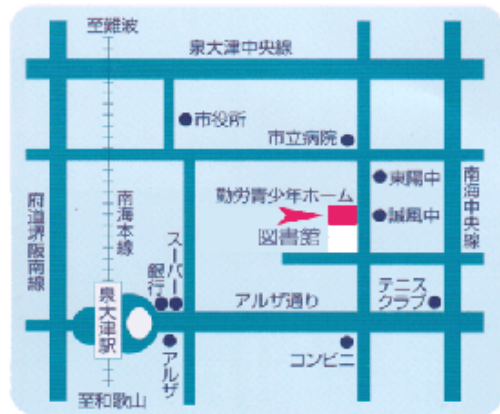 至難波
泉大津中央線
市役所
市立病院
東陽中
勤労青少年ホーム
誠風中
図書館
南海中央線
府道堺阪南線
南海本線
スーパー
銀行
アルザ通り
テニス
クラブ
泉大津駅
アルザ
コンビニ
至和歌山